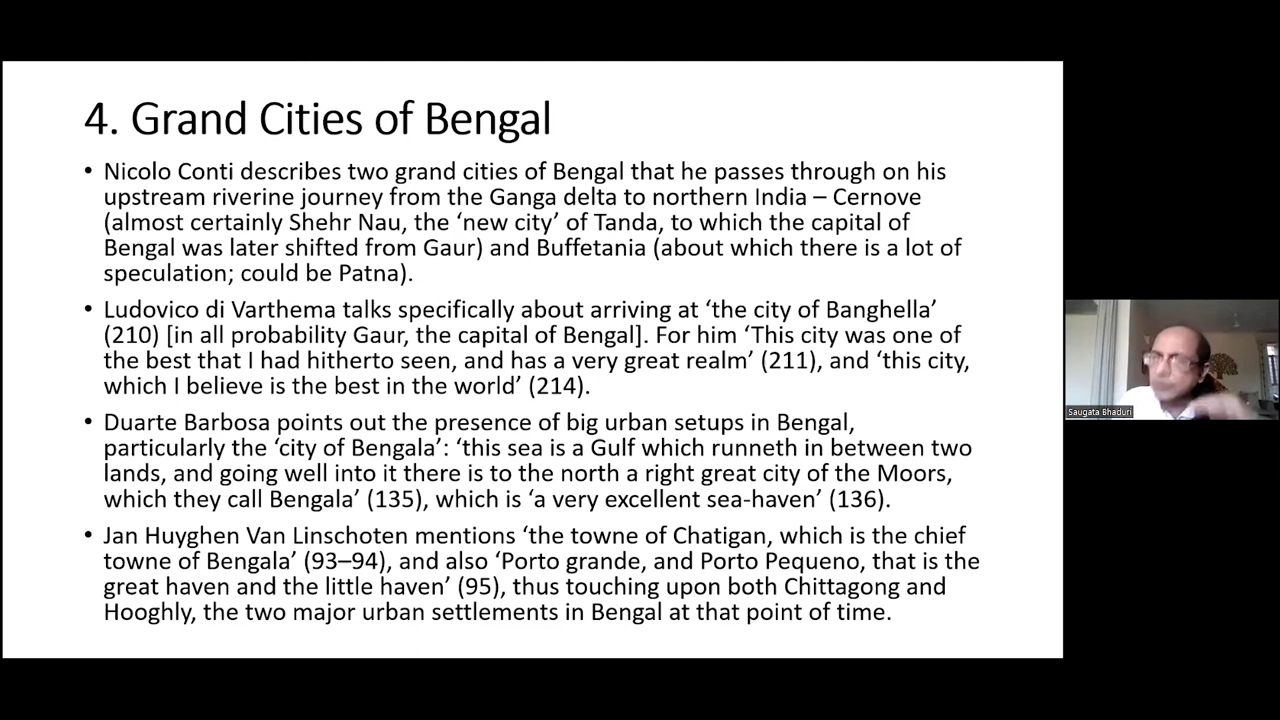 4. Grand Cities of Bengal
• Nicolo Conti describes two grand cities of Bengal that he passes through on his
upstream riverine journey from the Ganga delta to northern India – Cernove
(almost certainly Shehr Nau, the ‘new city’ of Tanda, to which the capital of
Bengal was later shifted from Gaur) and Buffetania (about which there is a lot of
speculation; could be Patna).
• Ludovico di Varthema talks specifically about arriving at ‘the city of Banghella’
(210) [in all probability Gaur, the capital of Bengal]. For him ‘This city was one of
the best that I had hitherto seen, and has a very great realm’ (211), and ‘this city,
which I believe is the best in the world’ (214).
• Duarte Barbosa points out the presence of big urban setups in Bengal,
particularly the ‘city of Bengala’: ‘this sea is a Gulf which runneth in between two
lands, and going well into it there is to the north a right great city of the Moors,
which they call Bengala’ (135), which is ‘a very excellent sea-haven’ (136).
• Jan Huyghen Van Linschoten mentions ‘the towne of Chatigan, which is the chief
towne of Bengala’ (93–94), and also ‘Porto grande, and Porto Pequeno, that is the
great haven and the little haven’ (95), thus touching upon both Chittagong and
Hooghly, the two major urban settlements in Bengal at that point of time.
Saugata Bhaduri